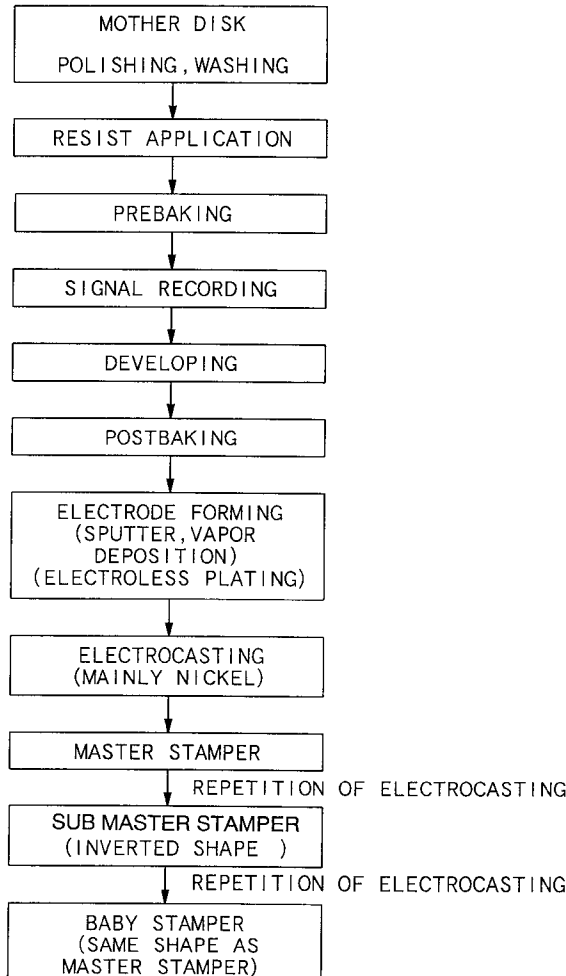 MOTHER DISK
POLISHING, WASHING
RESIST APPLICATION
PREBAKING
SIGNAL RECORDING
DEVELOPING
POSTBAKING
ELECTRODE FORMING
(SPUTTER, VAPOR
DEPOSITION)
(ELECTROLESS PLATING)
ELECTROCASTING
(MAINLY NICKEL)
MASTER STAMPER
REPETITION OF ELECTROCASTING
SUB MASTER STAMPER
(INVERTED SHAPE )
REPETITION OF ELECTROCASTING
BABY STAMPER
(SAME SHAPE AS
MASTER STAMPER)